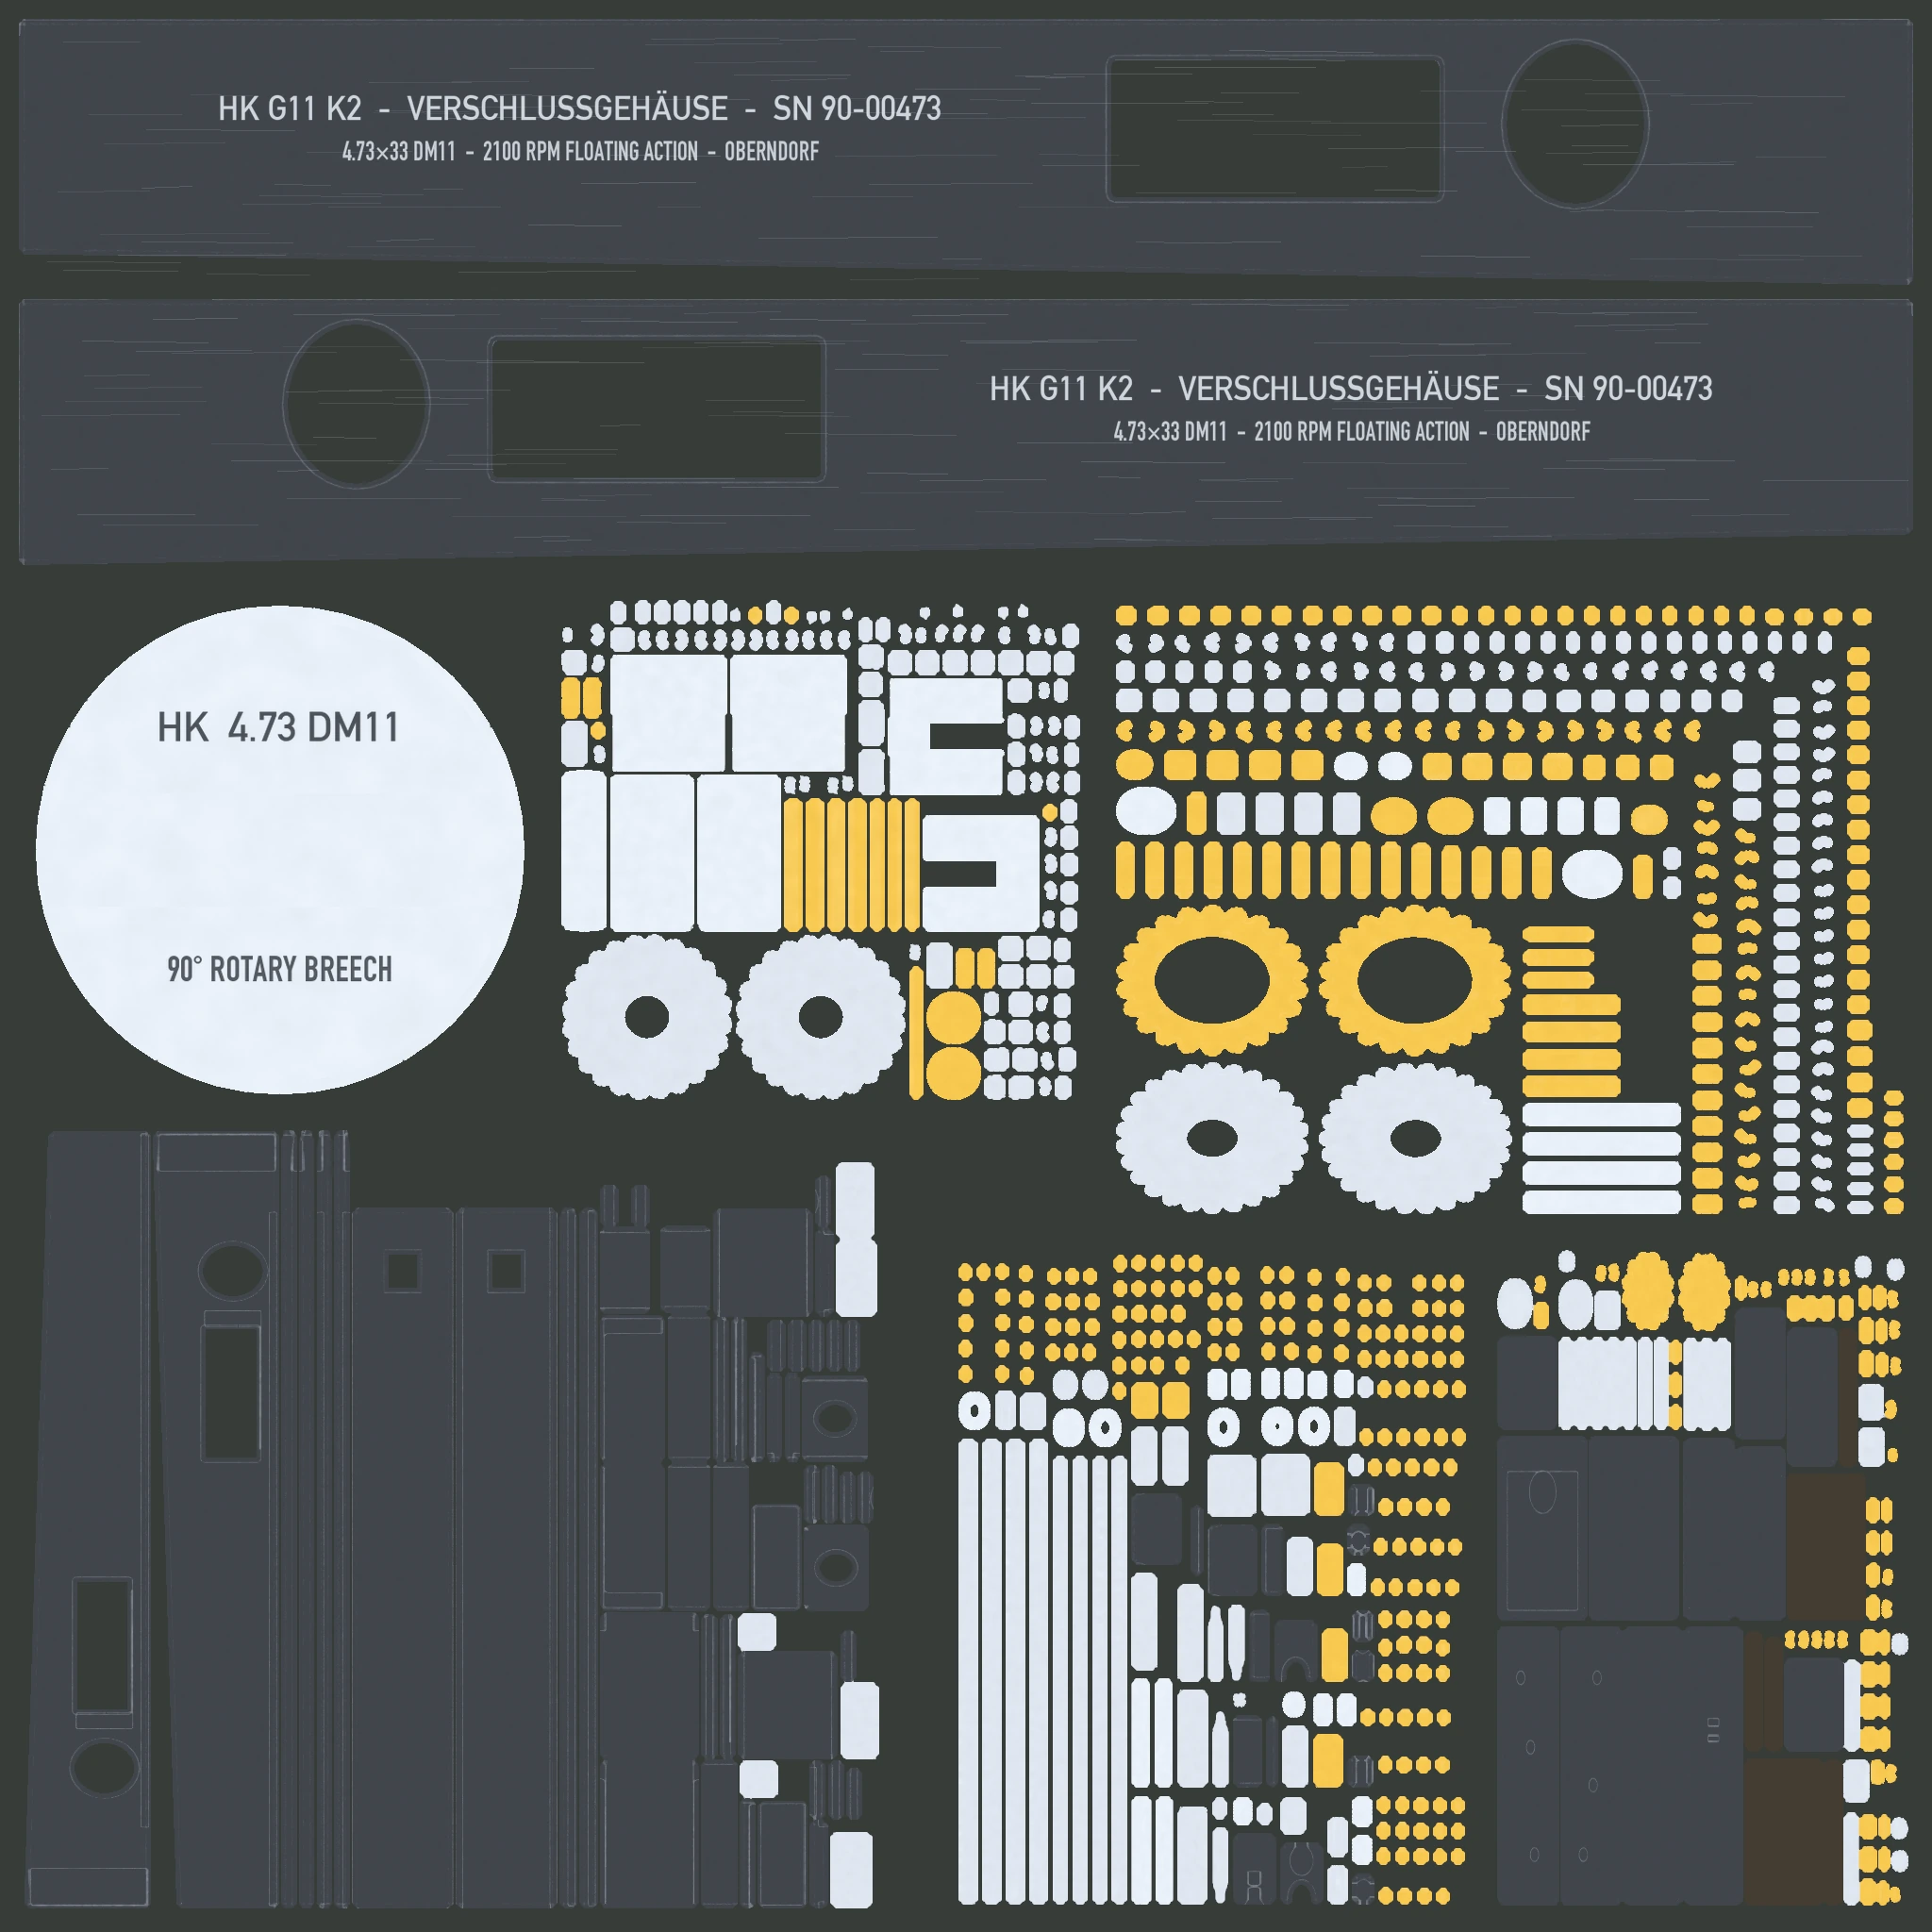 HK G11 K2 - VERSCHLUSSGEHÄUSE - SN 90-00473
4.73×33 DM11 - 2100 RPM FLOATING ACTION - OBERNDORF
HK G11 K2 - VERSCHLUSSGEHÄUSE - SN 90-00473
4.73×33 DM11 - 2100 RPM FLOATING ACTION - OBERNDORF
HK 4.73 DM11
90° ROTARY BREECH